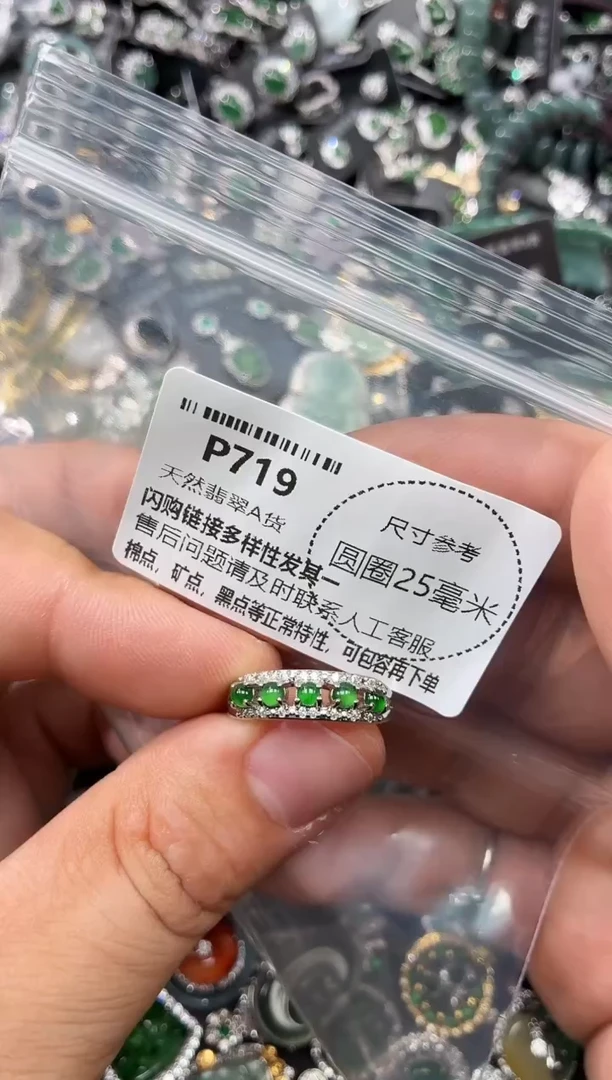 P719
天然翡翠A货
闪购链接多样性发其一
售后问题请及时联系人工客服
棉点，矿点，黑点等正常特性，可包容再下单
尺寸参考
圆圈25毫米